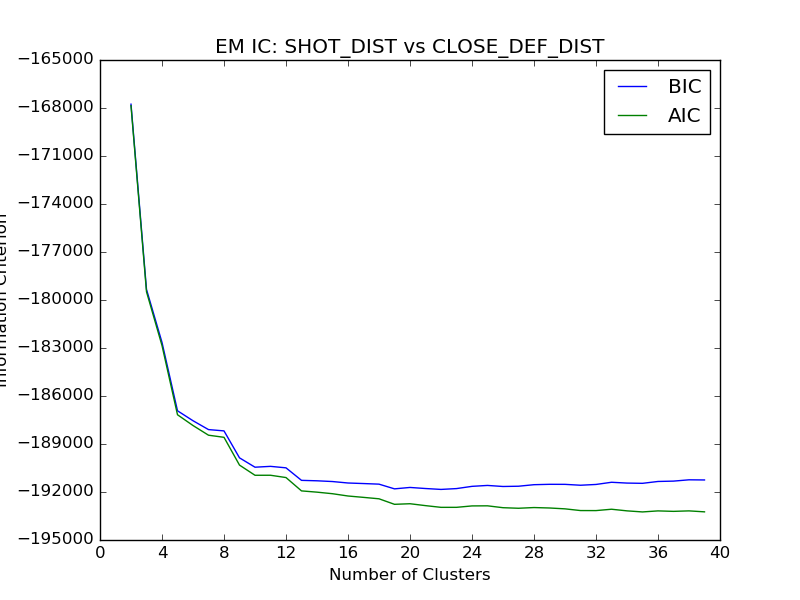 EM IC: SHOT_DIST vs CLOSE_DEF_DIST
−165000
−168000
−171000
−174000
−177000
−180000
−183000
−186000
−189000
−192000
−195000
Information Criterion
BIC
AIC
0 4 8 12 16 20 24 28 32 36 40
Number of Clusters